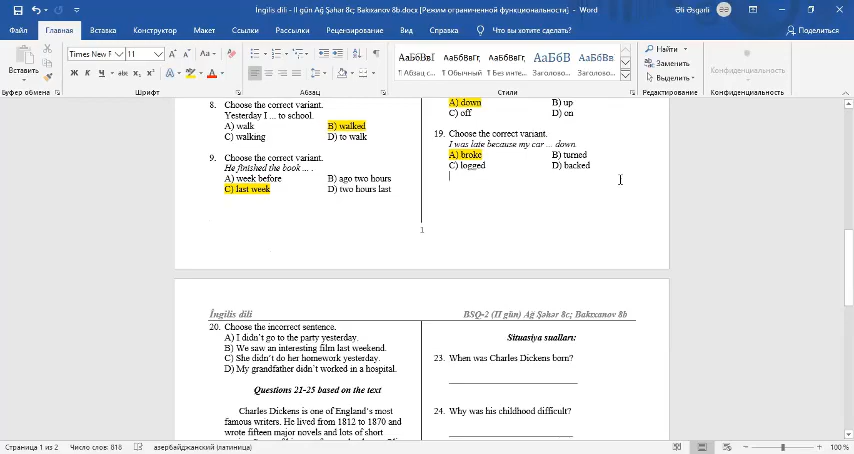 İngilis dili - II gün Ağ Şəhər 8c; Bakıxanov 8b.docx [Режим ограниченной функциональности] - Word
Əli Əsgərli
Файл Главная Вставка Конструктор Макет Ссылки Рассылки Рецензирование Вид Справка Что вы хотите сделать? Поделиться
Вставить
Times New F 11
Ж К Ч abc x₂ x²
Буфер обмена Шрифт Абзац
АаБбВвІ АаБбВвГг, АаБбВвГг, АаБбВ АаБбВвГ
¶ Абзац с... ¶ Обычный ¶ Без инте... Заголово... Заголово...
Стили
Найти
Заменить
Выделить
Редактирование
Конфиденциальность
Конфиденциальность
8. Choose the correct variant.
Yesterday I ... to school.
A) walk B) walked
C) walking D) to walk
9. Choose the correct variant.
He finished the book ... .
A) week before B) ago two hours
C) last week D) two hours last
A) down B) up
C) off D) on
19. Choose the correct variant.
I was late because my car ... down.
A) broke B) turned
C) logged D) backed
1
İngilis dili BSQ-2 (II gün) Ağ Şəhər 8c; Bakıxanov 8b
20. Choose the incorrect sentence.
A) I didn't go to the party yesterday.
B) We saw an interesting film last weekend.
C) She didn't do her homework yesterday.
D) My grandfather didn't worked in a hospital.
Questions 21-25 based on the text
Charles Dickens is one of England's most
famous writers. He lived from 1812 to 1870 and
wrote fifteen major novels and lots of short
Situasiya sualları:
23. When was Charles Dickens born?
24. Why was his childhood difficult?
Страница 1 из 2 Число слов: 818 азербайджанский (латиница) 100 %